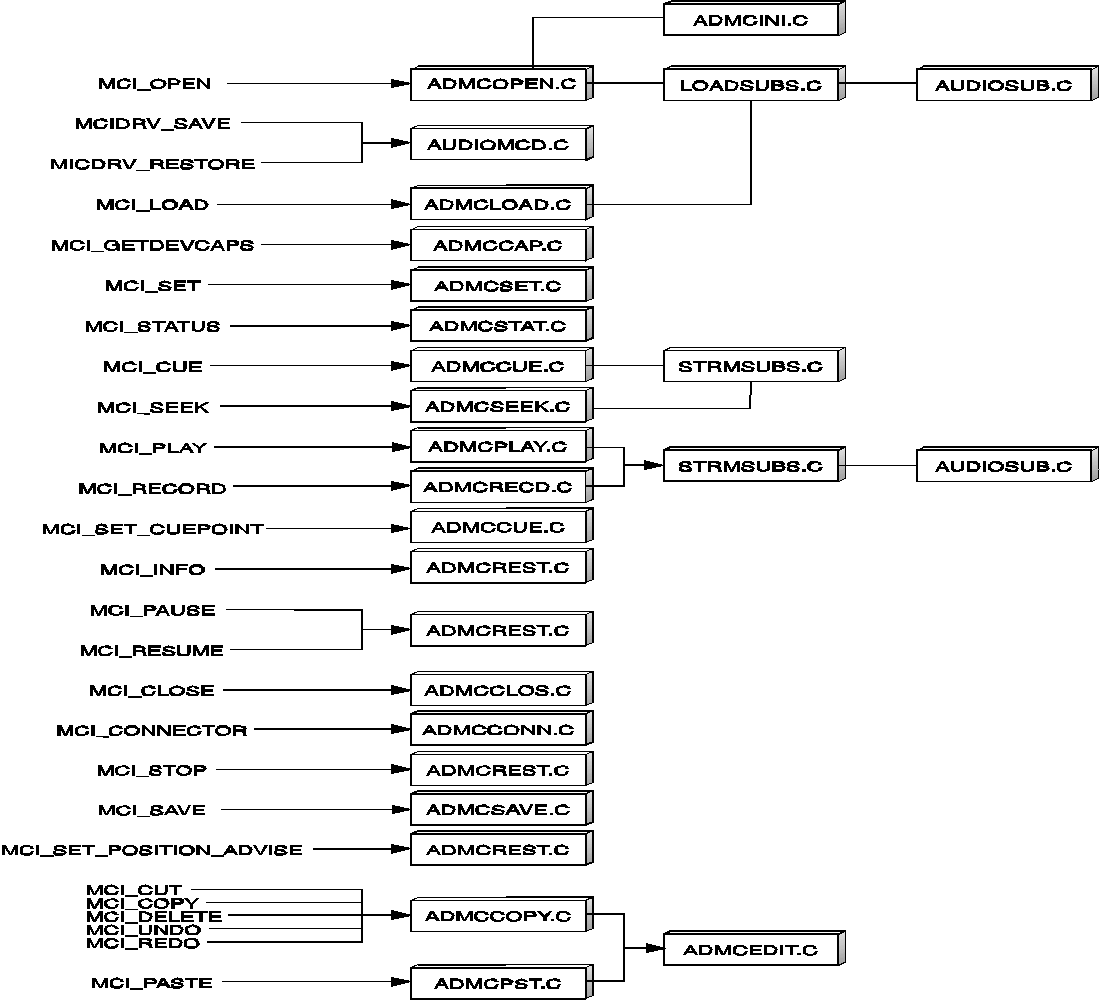 ADMCINI.C
MCI_OPEN
ADMCOPEN.C
LOADSUBS.C
AUDIOSUB.C
MCIDRV_SAVE
AUDIOMCD.C
MICDRV_RESTORE
MCI_LOAD
ADMCLOAD.C
MCI_GETDEVCAPS
ADMCCAP.C
MCI_SET
ADMCSET.C
MCI_STATUS
ADMCSTAT.C
MCI_CUE
ADMCCUE.C
STRMSUBS.C
MCI_SEEK
ADMCSEEK.C
MCI_PLAY
ADMCPLAY.C
STRMSUBS.C
AUDIOSUB.C
MCI_RECORD
ADMCRECD.C
MCI_SET_CUEPOINT
ADMCCUE.C
MCI_INFO
ADMCREST.C
MCI_PAUSE
ADMCREST.C
MCI_RESUME
MCI_CLOSE
ADMCCLOS.C
MCI_CONNECTOR
ADMCCONN.C
MCI_STOP
ADMCREST.C
MCI_SAVE
ADMCSAVE.C
MCI_SET_POSITION_ADVISE
ADMCREST.C
MCI_CUT
MCI_COPY
MCI_DELETE
MCI_UNDO
MCI_REDO
ADMCCOPY.C
ADMCEDIT.C
MCI_PASTE
ADMCPST.C